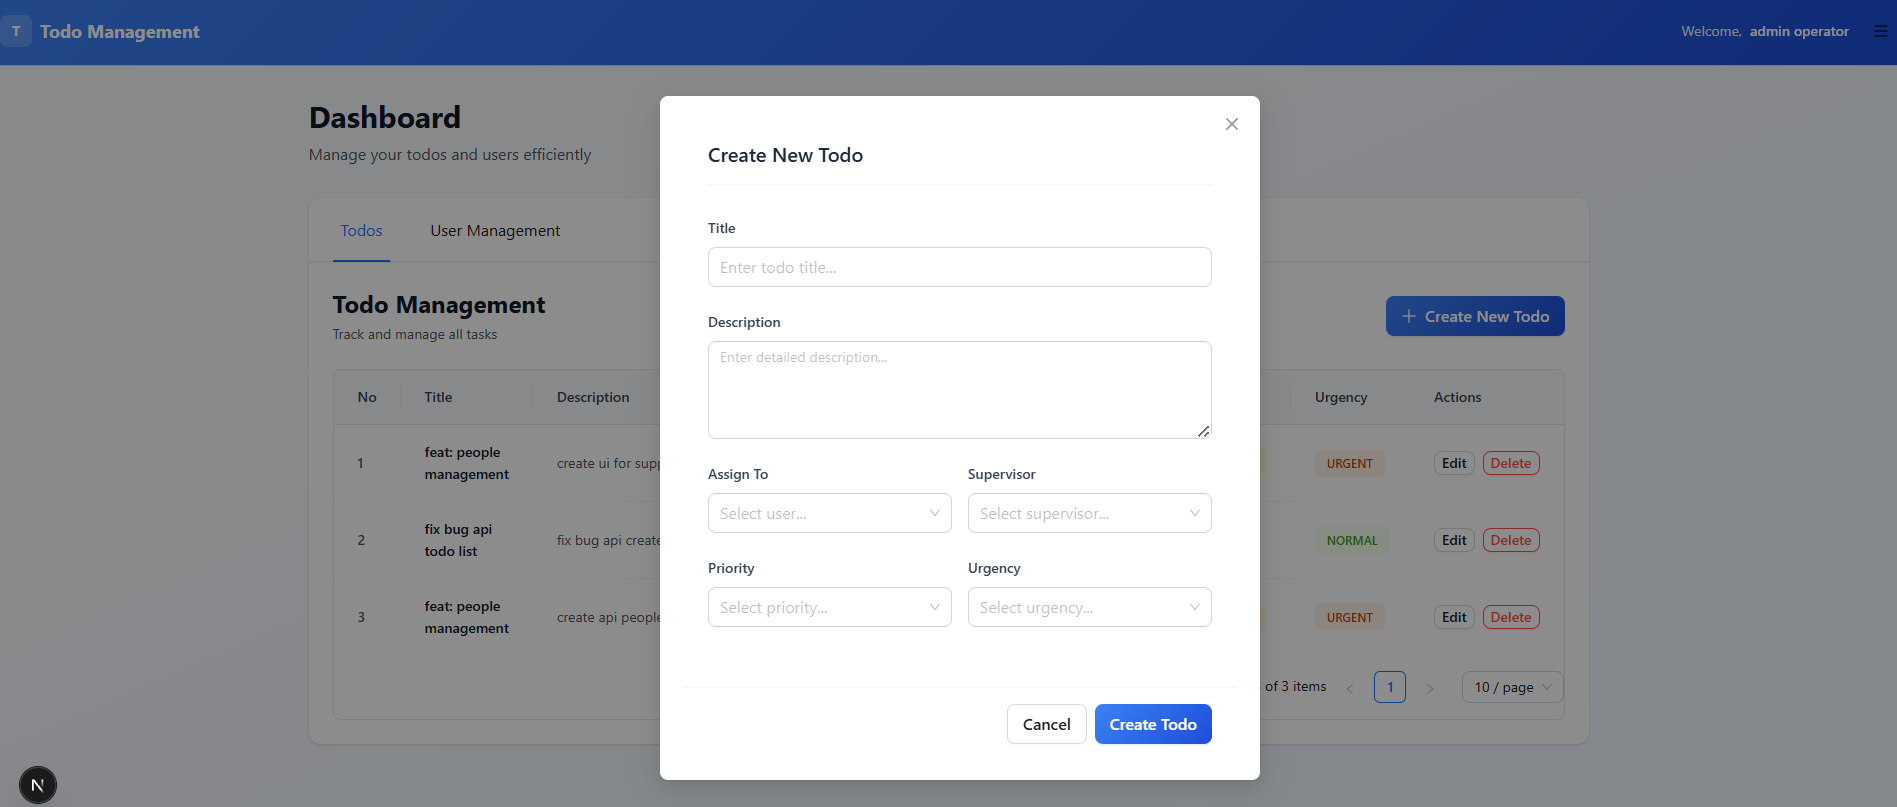 T Todo Management
Welcome, admin operator
Dashboard
Manage your todos and users efficiently
Todos User Management
Todo Management
Track and manage all tasks
Create New Todo
No Title Description Urgency Actions
1 feat: people management create ui for URGENT Edit Delete
2 fix bug api todo list fix bug api create NORMAL Edit Delete
3 feat: people management create api people URGENT Edit Delete
of 3 items 1 10 / page
Create New Todo
Title
Enter todo title...
Description
Enter detailed description...
Assign To Supervisor
Select user... Select supervisor...
Priority Urgency
Select priority... Select urgency...
Cancel Create Todo
N